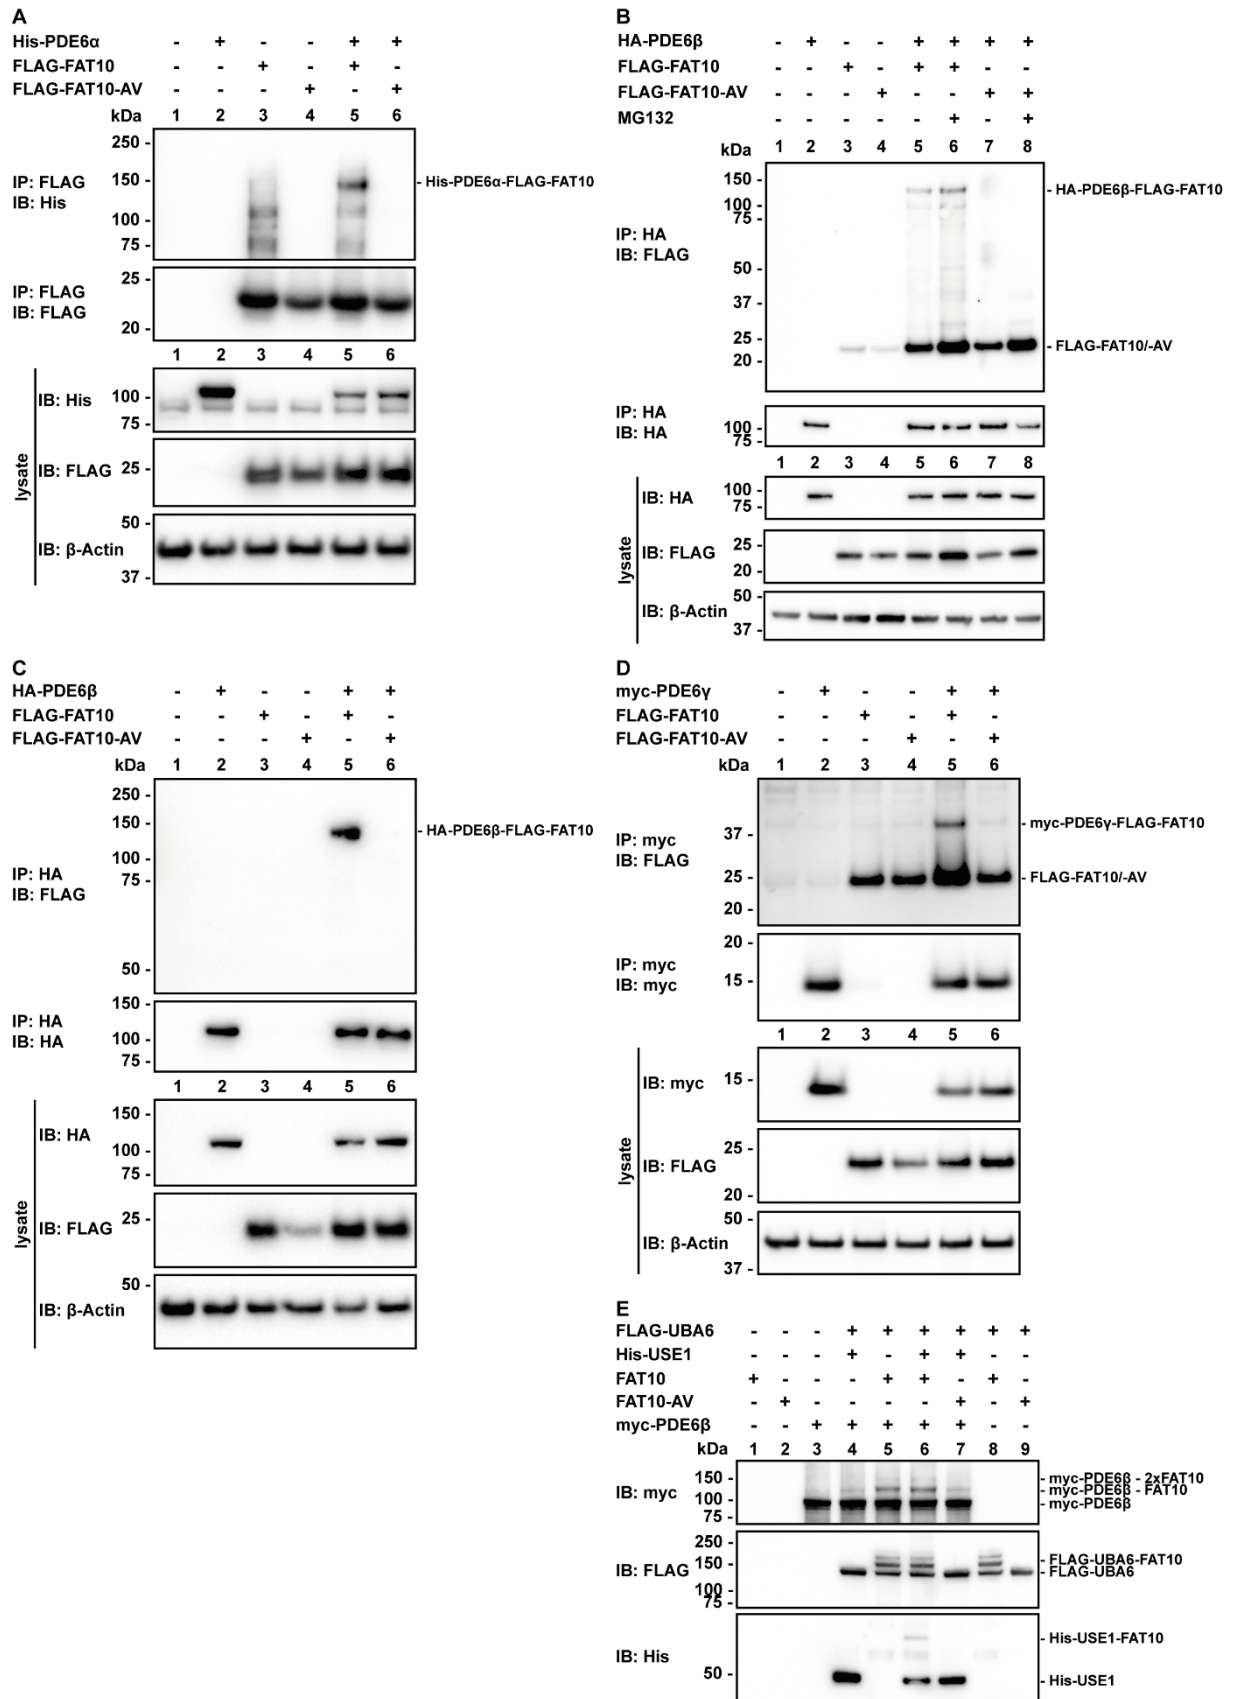 A
His-PDE6α - + - - + +
FLAG-FAT10 - - + - + -
FLAG-FAT10-AV - - - + - +
kDa 1 2 3 4 5 6
250 -
150 -
100 -
75 -
IP: FLAG
IB: His
- His-PDE6α-FLAG-FAT10
25 -
20 -
IP: FLAG
IB: FLAG
1 2 3 4 5 6
lysate
IB: His
100 -
75 -
IB: FLAG
25 -
50 -
IB: β-Actin
37 -
B
HA-PDE6β - + - - + + + +
FLAG-FAT10 - - + - + + - -
FLAG-FAT10-AV - - - + - - + +
MG132 - - - - - + - +
kDa 1 2 3 4 5 6 7 8
150 -
100 -
75 -
50 -
37 -
25 -
20 -
IP: HA
IB: FLAG
- HA-PDE6β-FLAG-FAT10
- FLAG-FAT10/-AV
IP: HA
IB: HA
100 -
75 -
1 2 3 4 5 6 7 8
lysate
IB: HA
100 -
75 -
IB: FLAG
25 -
20 -
50 -
IB: β-Actin
37 -
C
HA-PDE6β - + - - + +
FLAG-FAT10 - - + - + -
FLAG-FAT10-AV - - - + - +
kDa 1 2 3 4 5 6
250 -
150 -
100 -
75 -
50 -
IP: HA
IB: FLAG
- HA-PDE6β-FLAG-FAT10
150 -
100 -
75 -
IP: HA
IB: HA
1 2 3 4 5 6
lysate
150 -
IB: HA
100 -
75 -
25 -
IB: FLAG
50 -
IB: β-Actin
D
myc-PDE6γ - + - - + +
FLAG-FAT10 - - + - + -
FLAG-FAT10-AV - - - + - +
kDa 1 2 3 4 5 6
37 -
25 -
20 -
IP: myc
IB: FLAG
- myc-PDE6γ-FLAG-FAT10
- FLAG-FAT10/-AV
20 -
15 -
IP: myc
IB: myc
1 2 3 4 5 6
lysate
IB: myc
15 -
25 -
IB: FLAG
20 -
50 -
IB: β-Actin
37 -
E
FLAG-UBA6 - - - + + + + + +
His-USE1 - - - + - + + - -
FAT10 + - - - + + - + -
FAT10-AV - + - - - - + - +
myc-PDE6β - - + + + + + - -
kDa 1 2 3 4 5 6 7 8 9
150 -
100 -
75 -
IB: myc
- myc-PDE6β - 2xFAT10
- myc-PDE6β - FAT10
- myc-PDE6β
250 -
150 -
100 -
75 -
IB: FLAG
- FLAG-UBA6-FAT10
- FLAG-UBA6
IB: His
50 -
- His-USE1-FAT10
- His-USE1